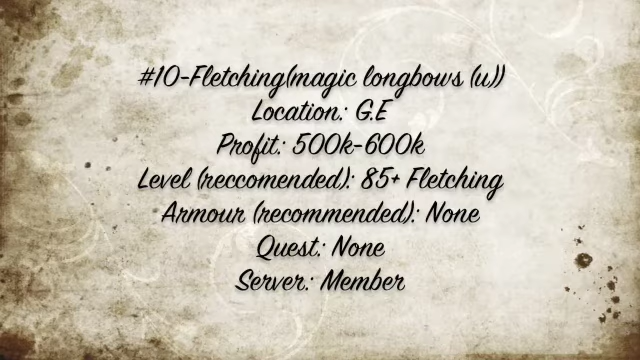 #10-Fletching(magic longbows (u))
Location: G.E
Profit: 500k-600k
Level (reccomended): 85+ Fletching
Armour (recommended): None
Quest: None
Server: Member